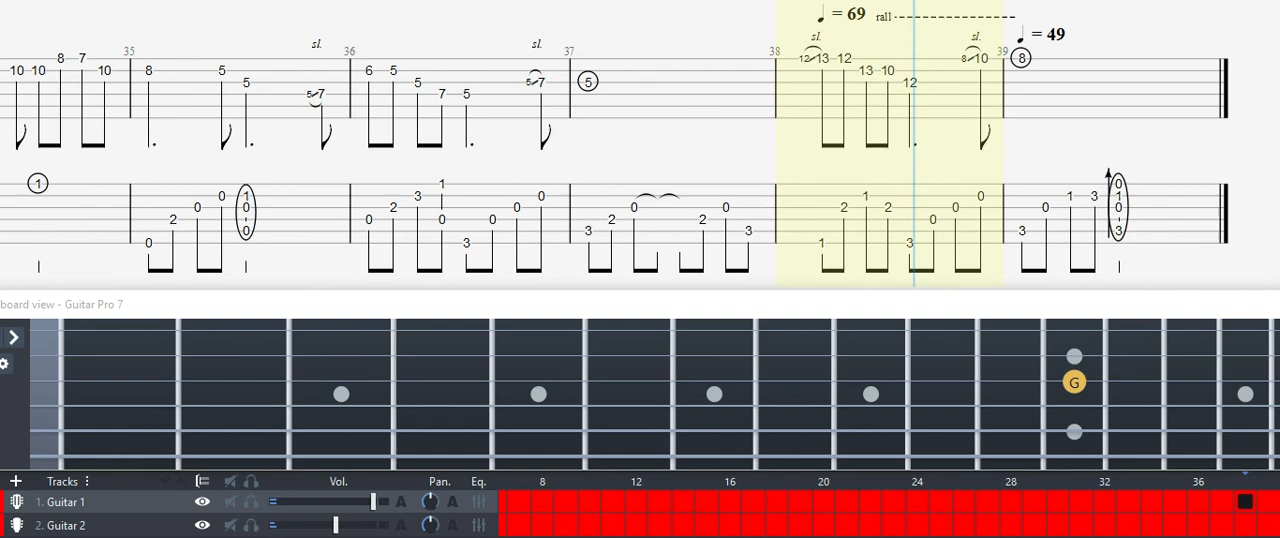 = 69 rall
= 49
sl. sl. sl. sl.
35 36 37 38 39
12 13 12 8 10 8
10 10 8 7 10 8 5 6 5 13 10
5 5 5 7 5 12
5 7 7 5
1 1 1 0
0 1 3 0 1 0 1 3
0 0 0 0 2 2 0 0 0
2 0 0 0 0 2 0 0
0 3 3 3 3
0 3 1 3
board view - Guitar Pro 7
G
Tracks Vol. Pan. Eq. 8 12 16 20 24 28 32 36
1. Guitar 1 A A
2. Guitar 2 A A